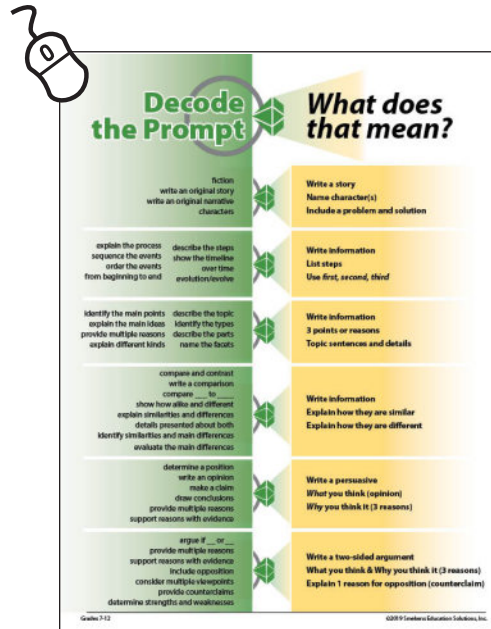 Decode
the Prompt
What does
that mean?
fiction
write an original story
write an original narrative
characters
Write a story
Name character(s)
Include a problem and solution
explain the process
sequence the events
order the events
from beginning to end
describe the steps
show the timeline
over time
evolution/evolve
Write information
List steps
Use first, second, third
identify the main points
explain the main ideas
provide multiple reasons
explain different kinds
describe the topic
identify the types
describe the parts
name the facets
Write information
3 points or reasons
Topic sentences and details
compare and contrast
write a comparison
compare ___ to ___
show how alike and different
explain similarities and differences
details presented about both
identify similarities and main differences
evaluate the main differences
Write information
Explain how they are similar
Explain how they are different
determine a position
write an opinion
make a claim
draw conclusions
provide multiple reasons
support reasons with evidence
Write a persuasive
What you think (opinion)
Why you think it (3 reasons)
argue if __ or __
provide multiple reasons
support reasons with evidence
include opposition
consider multiple viewpoints
provide counterclaims
determine strengths and weaknesses
Write a two-sided argument
What you think & Why you think it (3 reasons)
Explain 1 reason for opposition (counterclaim)
Grades 7-12
©2019 Smekens Education Solutions, Inc.